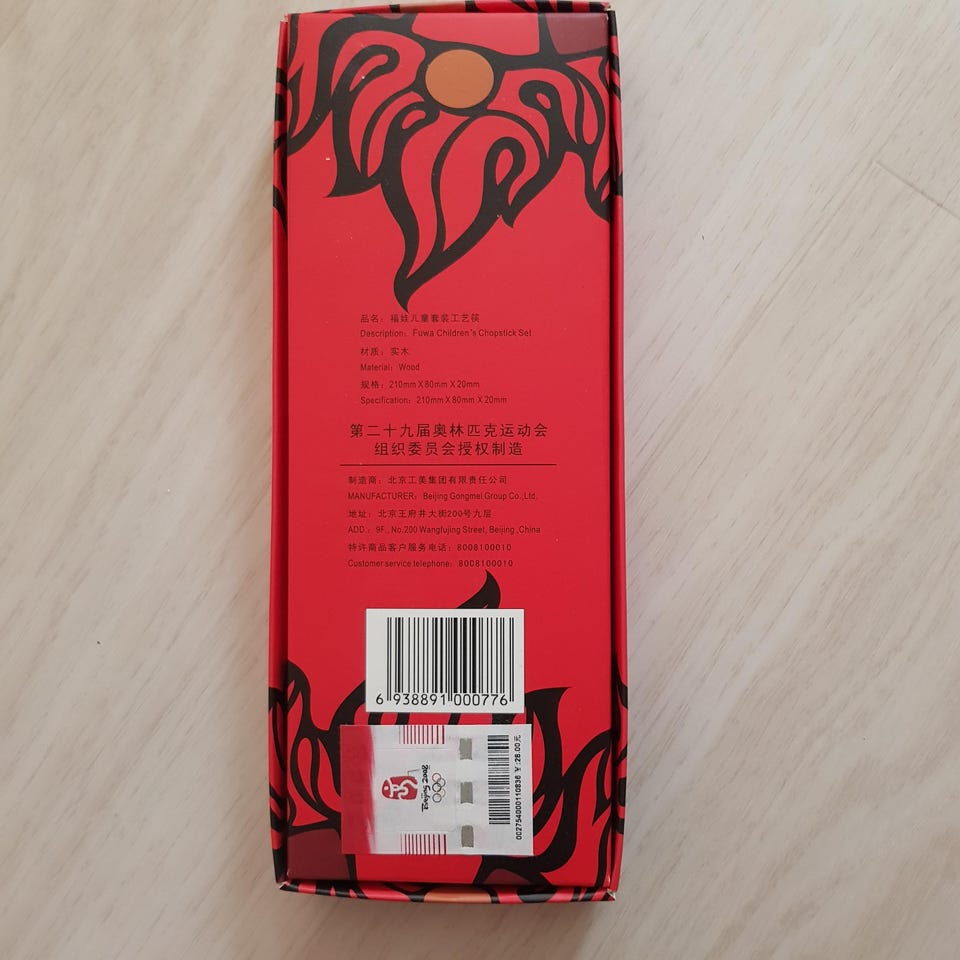 品名：福娃儿童套装工艺筷
Description：Fuwa Children's Chopstick Set
材质：实木
Material：Wood
规格：210mm X 80mm X 20mm
Specification：210mm X 80mm X 20mm
第二十九届奥林匹克运动会
组织委员会授权制造
制造商：北京工美集团有限责任公司
MANUFACTURER：Beijing Gongmei Group Co.,Ltd.
地址：北京王府井大街200号九层
ADD.：9F., No.200 Wangfujing Street, Beijing ,China
特许商品客户服务电话：8008100010
Customer service telephone：8008100010
6 938891 000776
Beijing 2008
002754000110836 ￥:28.00元